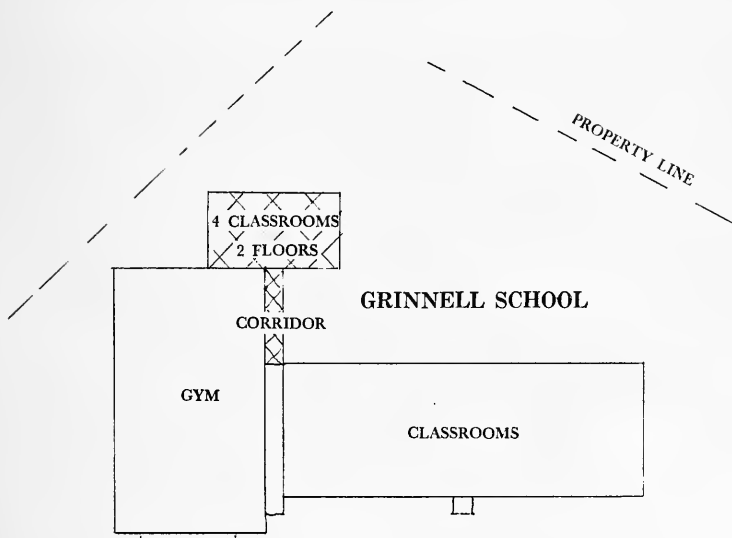 PROPERTY LINE
4 CLASSROOMS
2 FLOORS
GRINNELL SCHOOL
CORRIDOR
GYM
CLASSROOMS